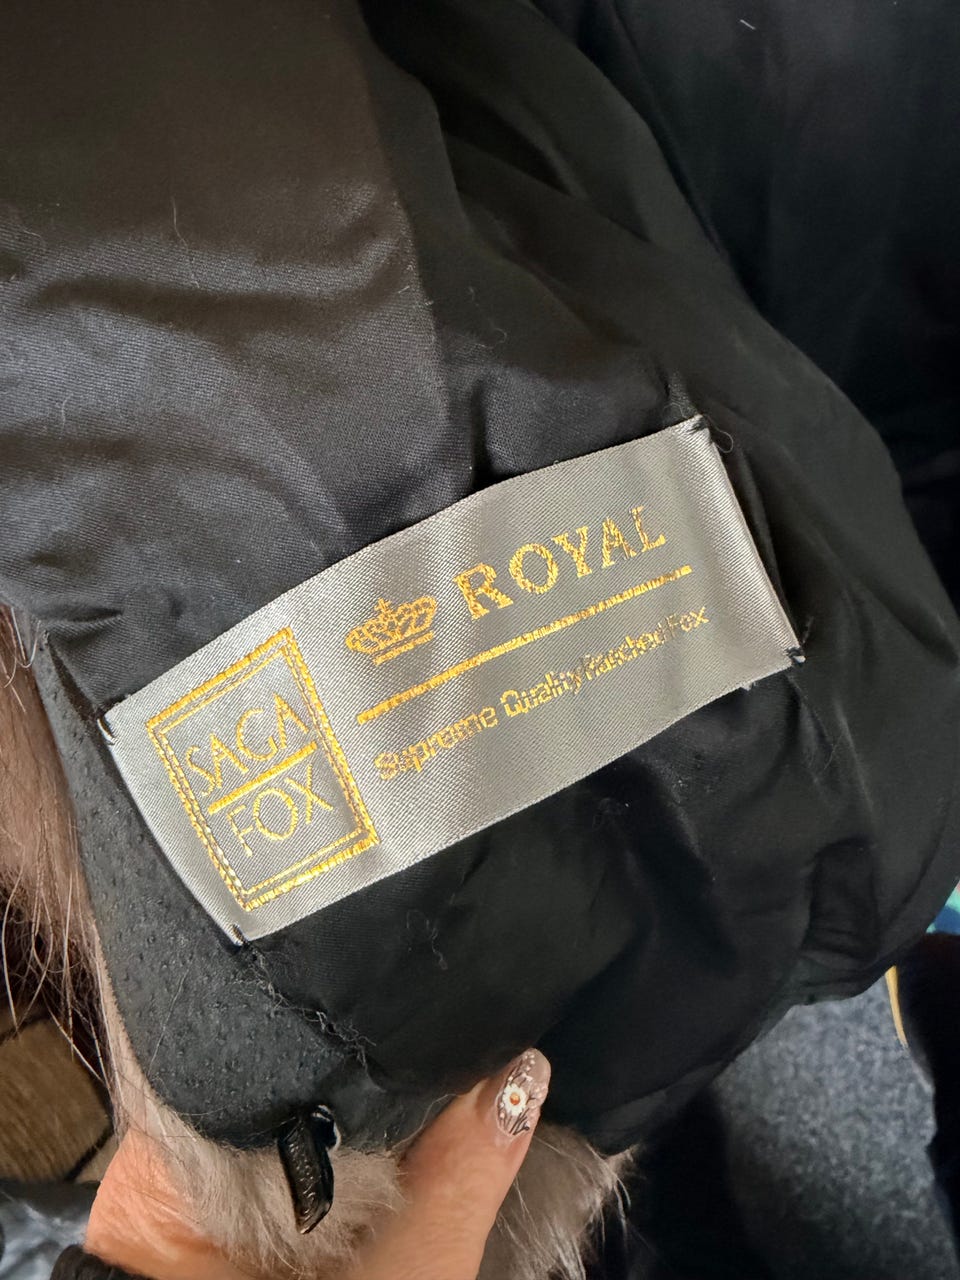 SAGA
FOX
ROYAL
Supreme Quality Ranched Fox